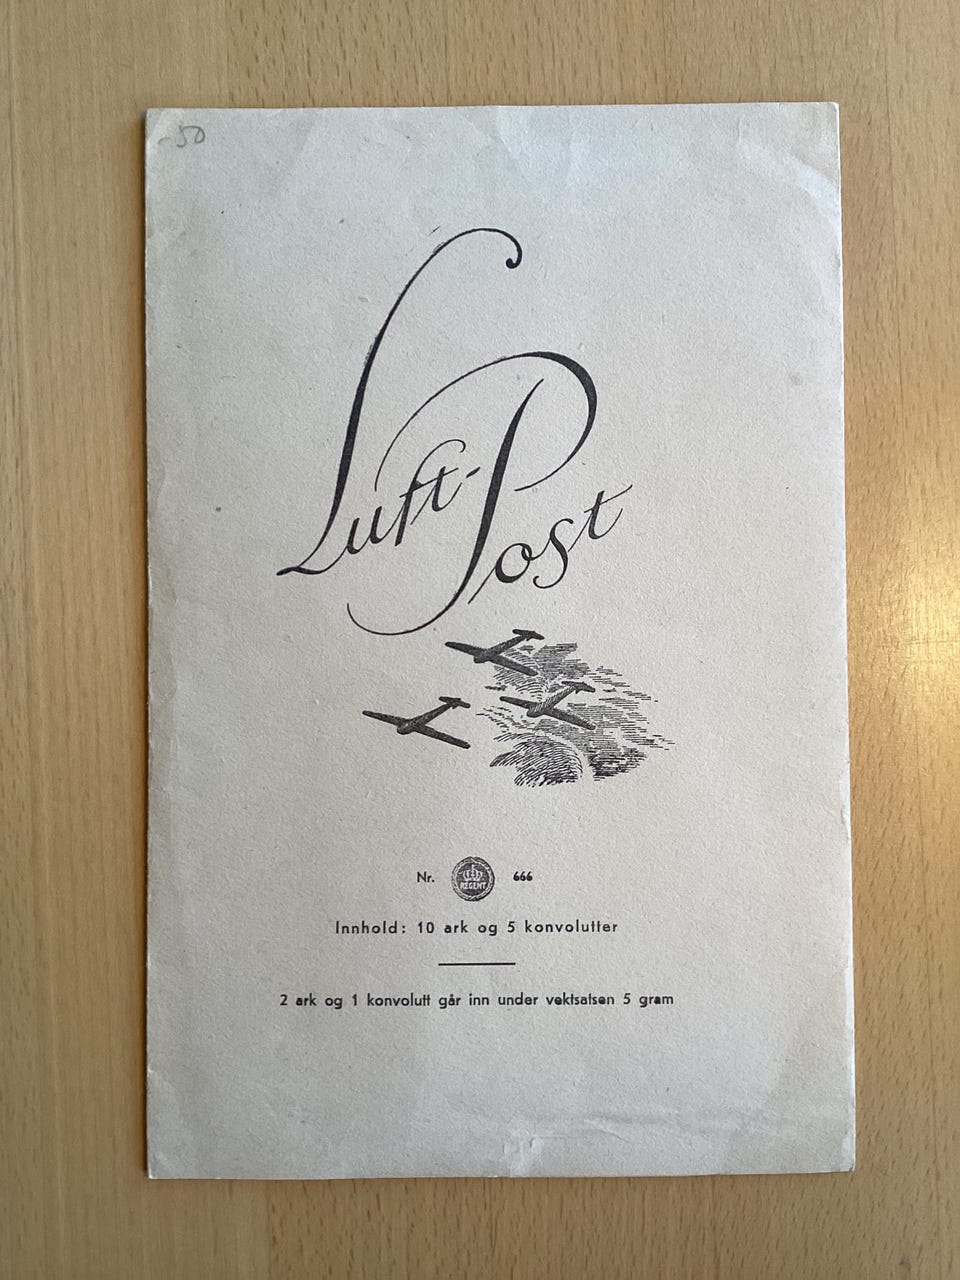 -50
Luft-Post
Nr. REGENT 666
Innhold: 10 ark og 5 konvolutter
2 ark og 1 konvolutt går inn under vektsatsen 5 gram